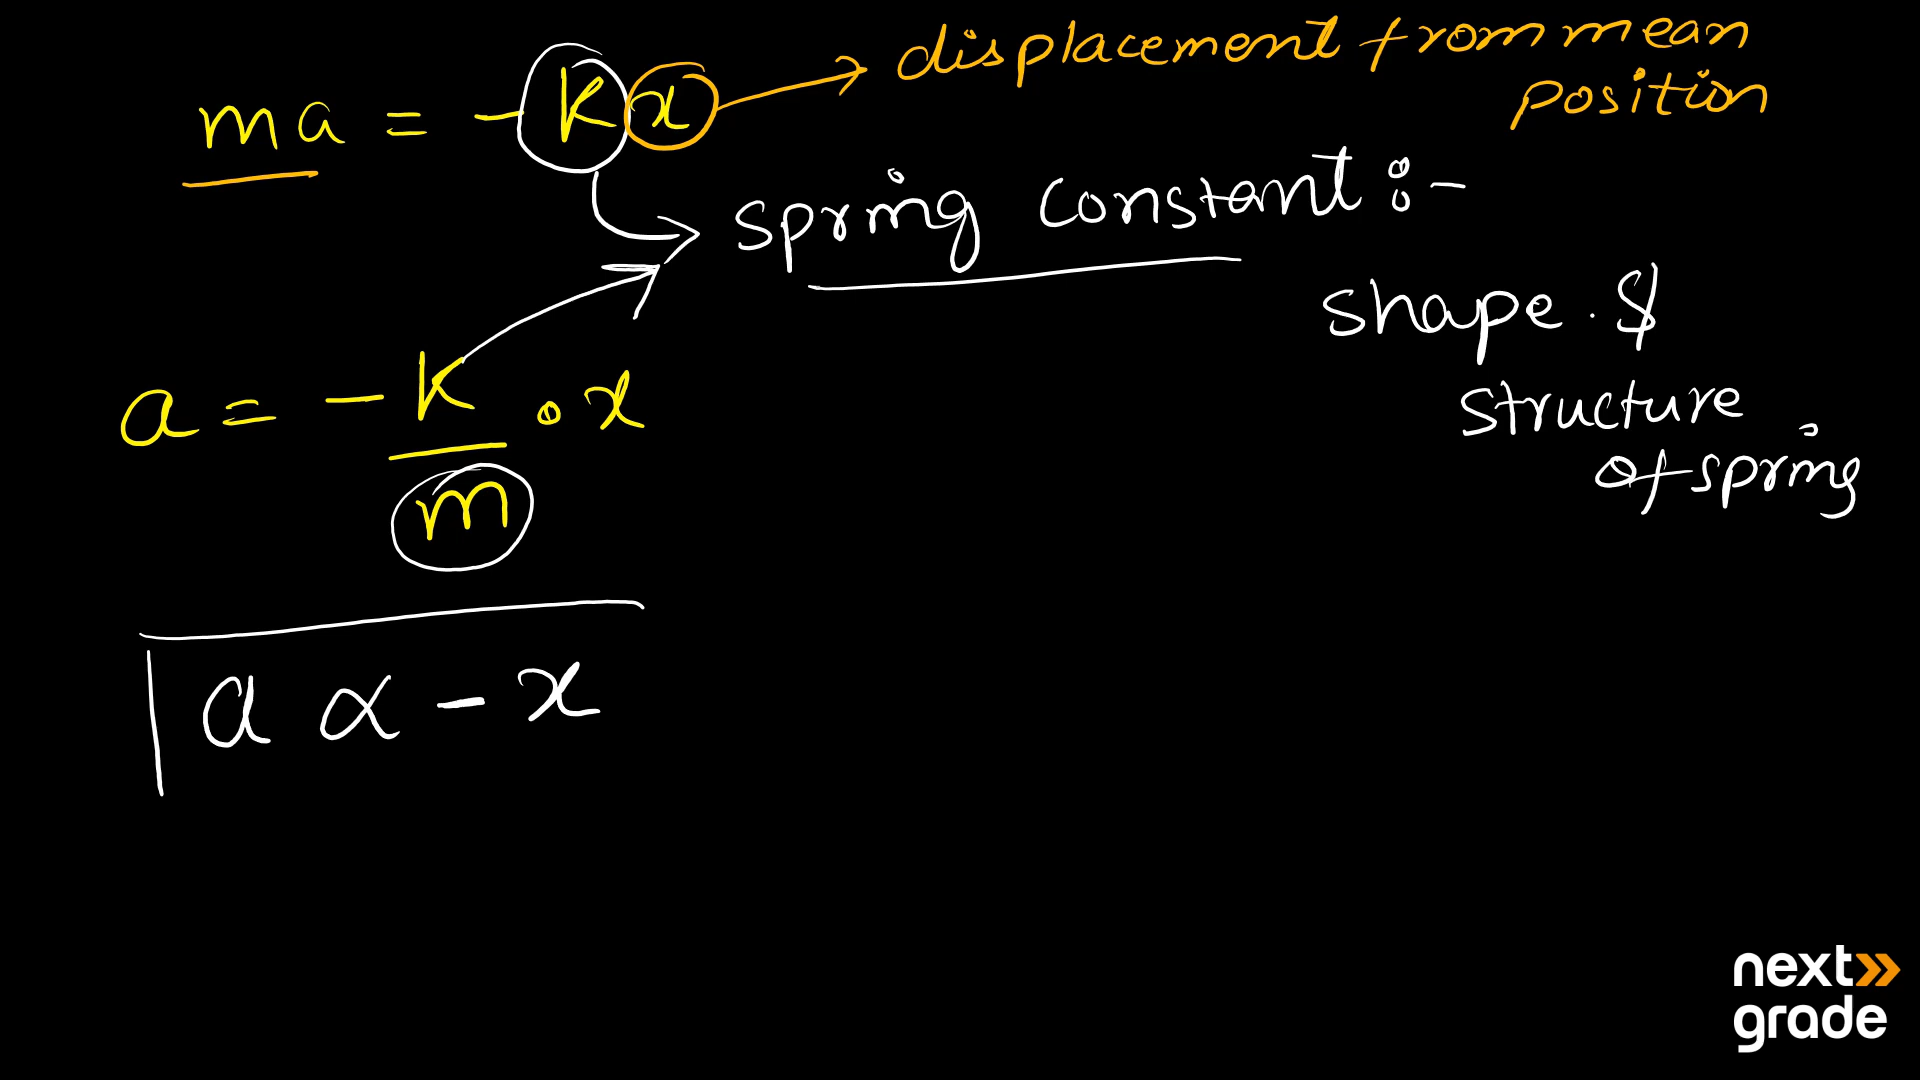 ma = -kx → displacement from mean
position
spring constant :-
shape. $
structure
of spring
a = -k/m . x
a ∝ - x
next
grade